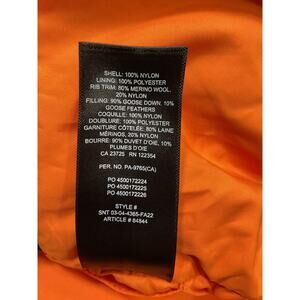 SHELL: 100% NYLON
LINING: 100% POLYESTER
RIB TRIM: 80% MERINO WOOL,
20% NYLON
FILLING: 90% GOOSE DOWN, 10%
GOOSE FEATHERS
COQUILLE: 100% NYLON
DOUBLURE: 100% POLYESTER
GARNITURE CÔTELÉE: 80% LAINE
MÉRINOS, 20% NYLON
BOURRE: 90% DUVET D'OIE, 10%
PLUMES D'OIE
CA 23725 RN 122354
PER. NO. PA-9765(CA)
PO 4500172224
PO 4500172225
PO 4500172226
STYLE #
SNT 03-04-4365-FA22
ARTICLE # 84844